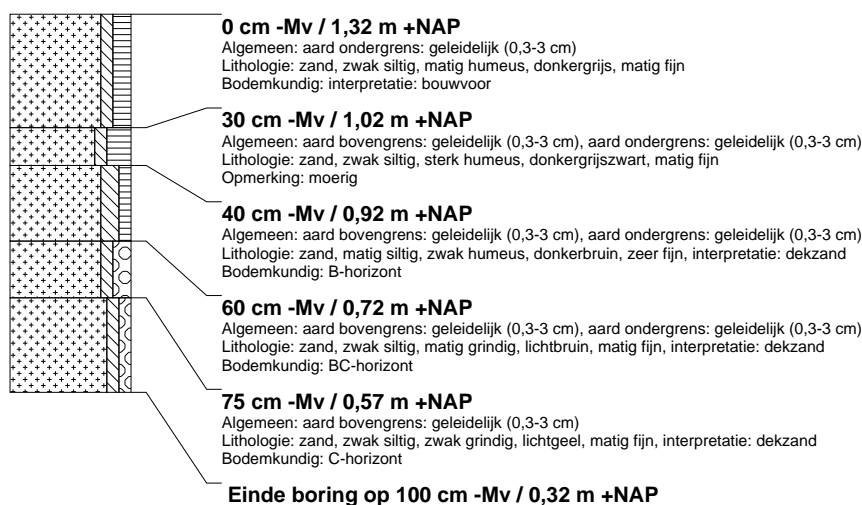 0 cm -Mv / 1,32 m +NAP
Algemeen: aard ondergrens: geleidelijk (0,3-3 cm)
Lithologie: zand, zwak siltig, matig humeus, donkergrijs, matig fijn
Bodemkundig: interpretatie: bouwvoor
30 cm -Mv / 1,02 m +NAP
Algemeen: aard bovengrens: geleidelijk (0,3-3 cm), aard ondergrens: geleidelijk (0,3-3 cm)
Lithologie: zand, zwak siltig, sterk humeus, donkergrijszwart, matig fijn
Opmerking: moerig
40 cm -Mv / 0,92 m +NAP
Algemeen: aard bovengrens: geleidelijk (0,3-3 cm), aard ondergrens: geleidelijk (0,3-3 cm)
Lithologie: zand, matig siltig, zwak humeus, donkerbruin, zeer fijn, interpretatie: dekzand
Bodemkundig: B-horizont
60 cm -Mv / 0,72 m +NAP
Algemeen: aard bovengrens: geleidelijk (0,3-3 cm), aard ondergrens: geleidelijk (0,3-3 cm)
Lithologie: zand, zwak siltig, matig grindig, lichtbruin, matig fijn, interpretatie: dekzand
Bodemkundig: BC-horizont
75 cm -Mv / 0,57 m +NAP
Algemeen: aard bovengrens: geleidelijk (0,3-3 cm)
Lithologie: zand, zwak siltig, zwak grindig, lichtgeel, matig fijn, interpretatie: dekzand
Bodemkundig: C-horizont
Einde boring op 100 cm -Mv / 0,32 m +NAP